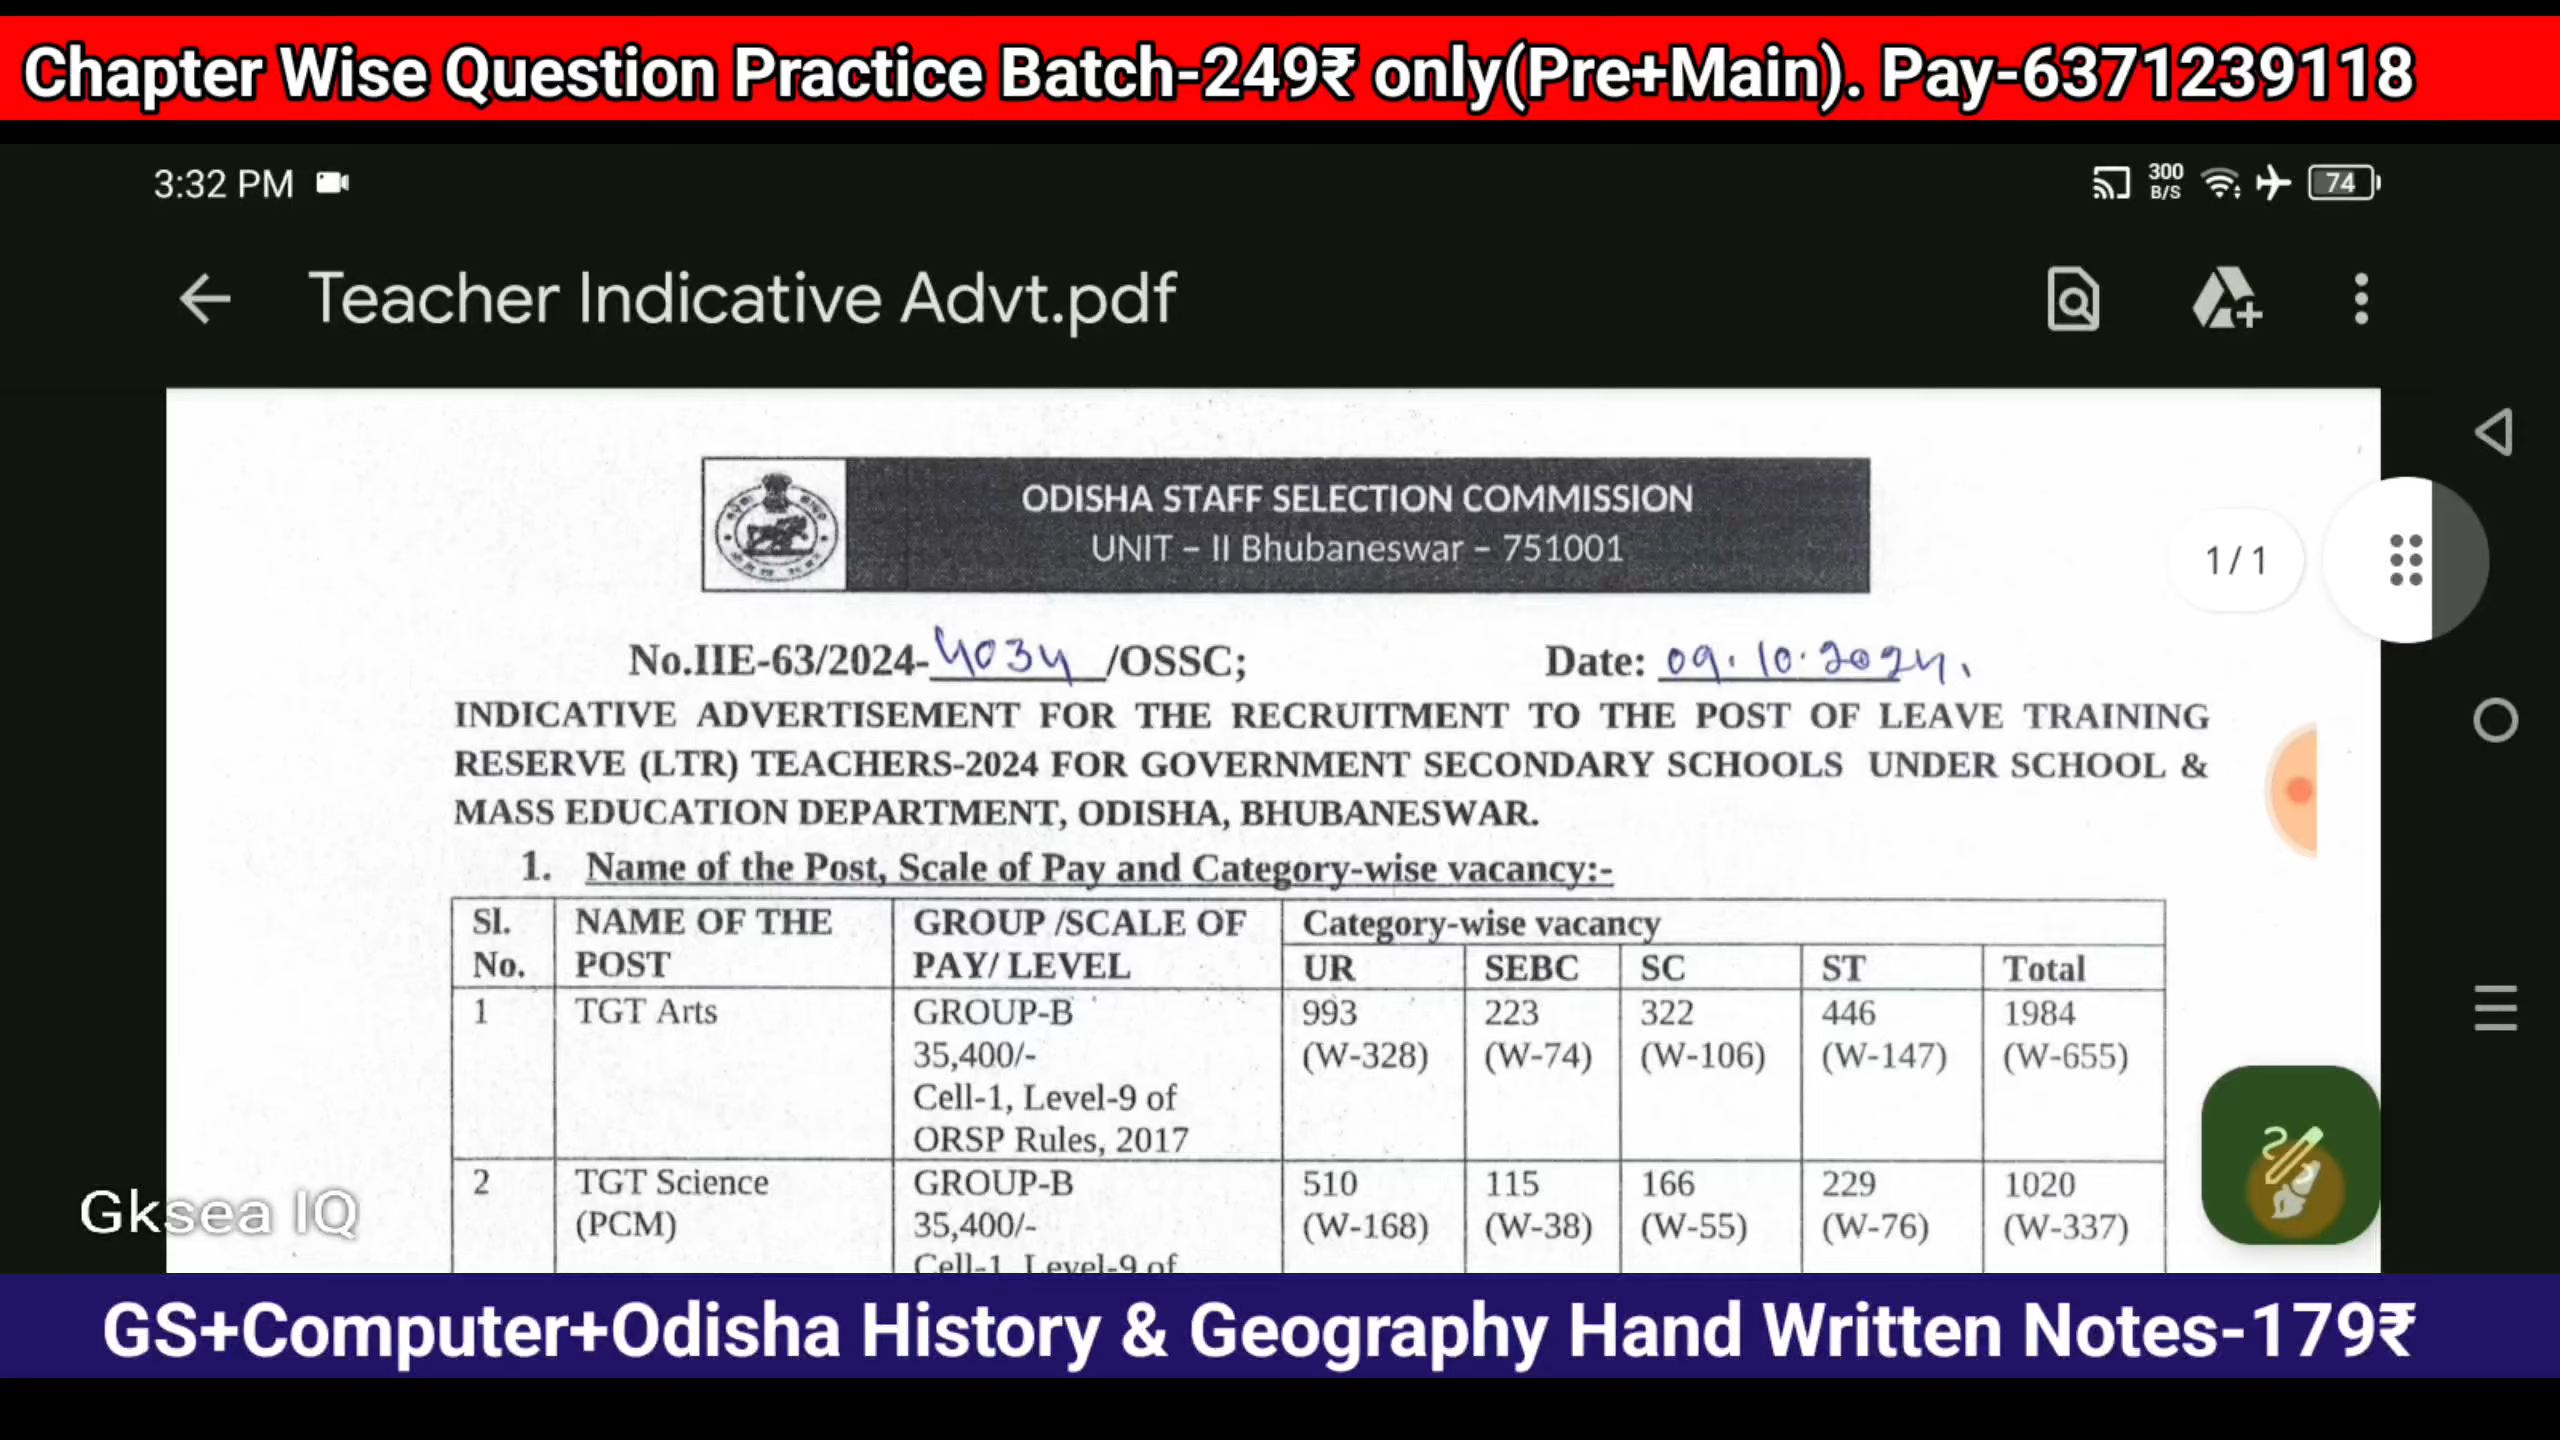 Chapter Wise Question Practice Batch-249₹ only(Pre+Main). Pay-6371239118
3:32 PM
300
B/S
74
Teacher Indicative Advt.pdf
ODISHA STAFF SELECTION COMMISSION
UNIT – II Bhubaneswar – 751001
1 / 1
No.IIE-63/2024-4034/OSSC; Date: 09.10.2024.
INDICATIVE ADVERTISEMENT FOR THE RECRUITMENT TO THE POST OF LEAVE TRAINING
RESERVE (LTR) TEACHERS-2024 FOR GOVERNMENT SECONDARY SCHOOLS UNDER SCHOOL &
MASS EDUCATION DEPARTMENT, ODISHA, BHUBANESWAR.
1. Name of the Post, Scale of Pay and Category-wise vacancy:-
Sl. NAME OF THE GROUP /SCALE OF Category-wise vacancy
No. POST PAY/ LEVEL UR SEBC SC ST Total
1 TGT Arts GROUP-B 993 223 322 446 1984
35,400/- (W-328) (W-74) (W-106) (W-147) (W-655)
Cell-1, Level-9 of
ORSP Rules, 2017
2 TGT Science GROUP-B 510 115 166 229 1020
(PCM) 35,400/- (W-168) (W-38) (W-55) (W-76) (W-337)
Cell-1, Level-9 of
Gksea IQ
GS+Computer+Odisha History & Geography Hand Written Notes-179₹